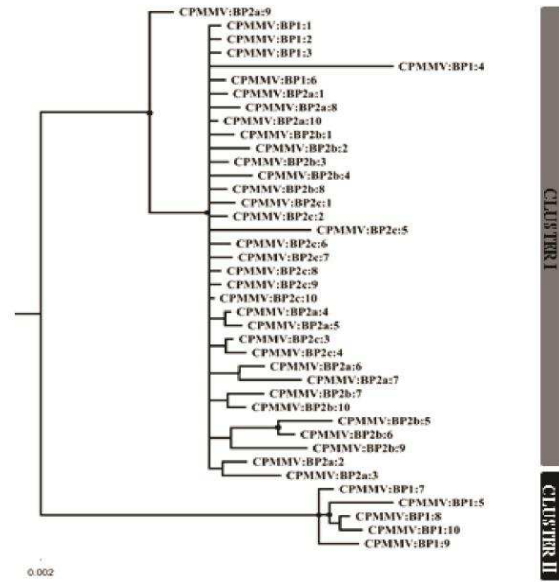 CPMMV:BP2a:9
CPMMV:BP1:1
CPMMV:BP1:2
CPMMV:BP1:3
CPMMV:BP1:4
CPMMV:BP1:6
CPMMV:BP2a:1
CPMMV:BP2a:8
CPMMV:BP2a:10
CPMMV:BP2b:1
CPMMV:BP2b:2
CPMMV:BP2b:3
CPMMV:BP2b:4
CPMMV:BP2b:8
CPMMV:BP2c:1
CPMMV:BP2c:2
CPMMV:BP2c:5
CPMMV:BP2c:6
CPMMV:BP2c:7
CPMMV:BP2c:8
CPMMV:BP2c:9
CPMMV:BP2c:10
CPMMV:BP2a:4
CPMMV:BP2a:5
CPMMV:BP2c:3
CPMMV:BP2c:4
CPMMV:BP2a:6
CPMMV:BP2a:7
CPMMV:BP2b:7
CPMMV:BP2b:10
CPMMV:BP2b:5
CPMMV:BP2b:6
CPMMV:BP2b:9
CPMMV:BP2a:2
CPMMV:BP2a:3
CPMMV:BP1:7
CPMMV:BP1:5
CPMMV:BP1:8
CPMMV:BP1:10
CPMMV:BP1:9
CLUSTER I
CLUSTER II
0.002